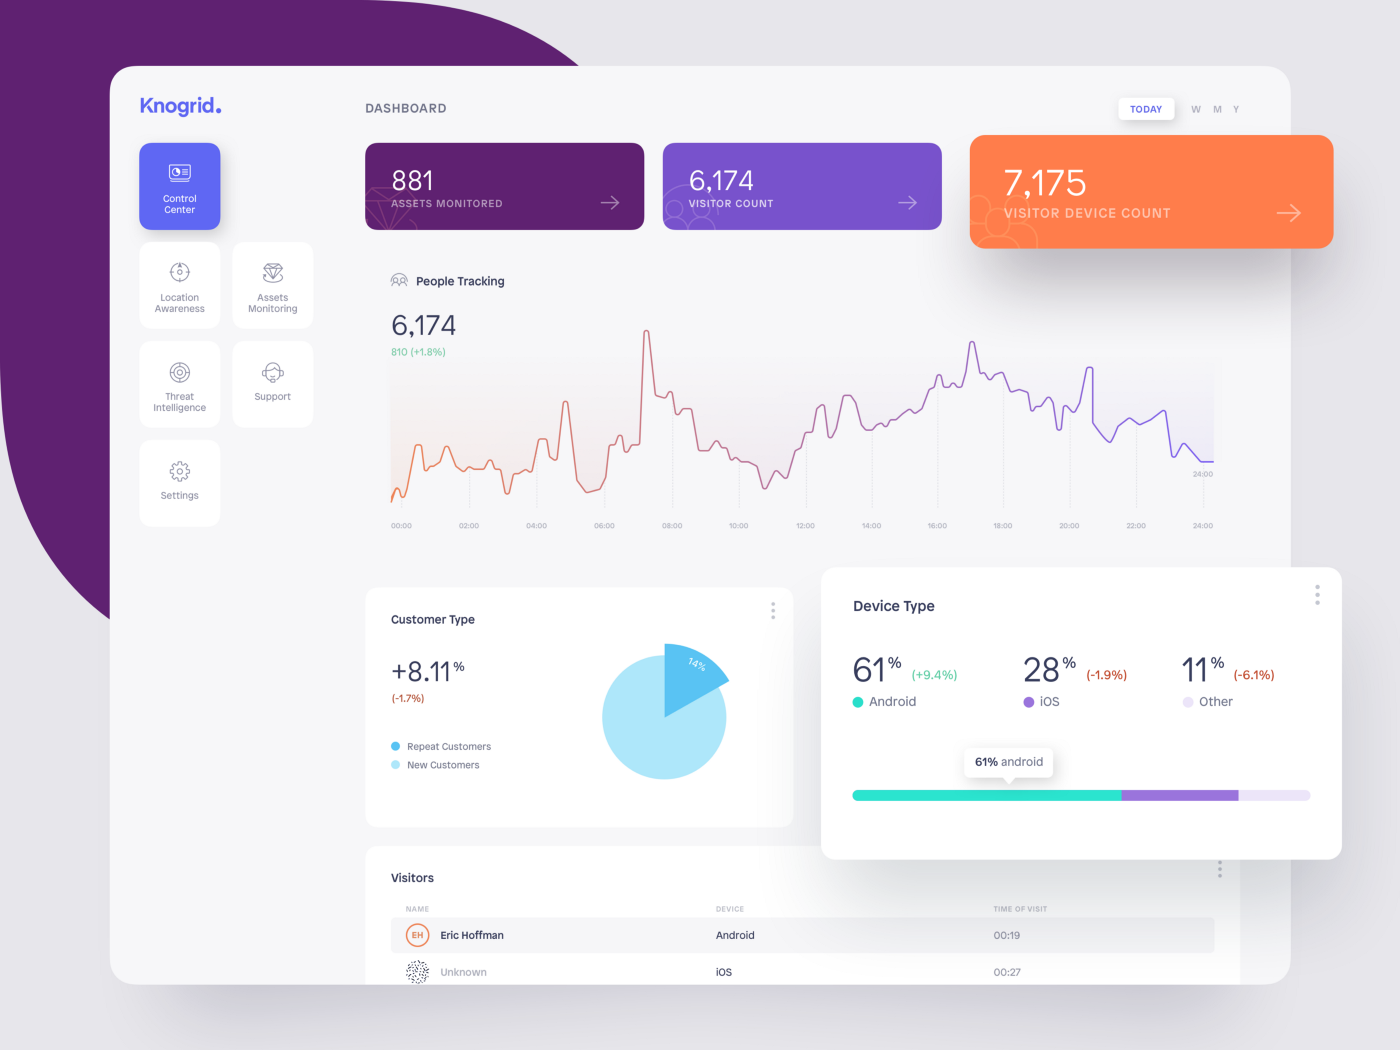 Knogrid.
DASHBOARD
TODAY W M Y
Control
Center
Location
Awareness
Assets
Monitoring
Threat
Intelligence
Support
Settings
881
ASSETS MONITORED
6,174
VISITOR COUNT
7,175
VISITOR DEVICE COUNT
People Tracking
6,174
810 (+1.8%)
24:00
00:00 02:00 04:00 06:00 08:00 10:00 12:00 14:00 16:00 18:00 20:00 22:00 24:00
Customer Type
+8.11%
(-1.7%)
Repeat Customers
New Customers
14%
Device Type
61% (+9.4%)
Android
28% (-1.9%)
iOS
11% (-6.1%)
Other
61% android
Visitors
NAME DEVICE TIME OF VISIT
EH Eric Hoffman Android 00:19
Unknown iOS 00:27